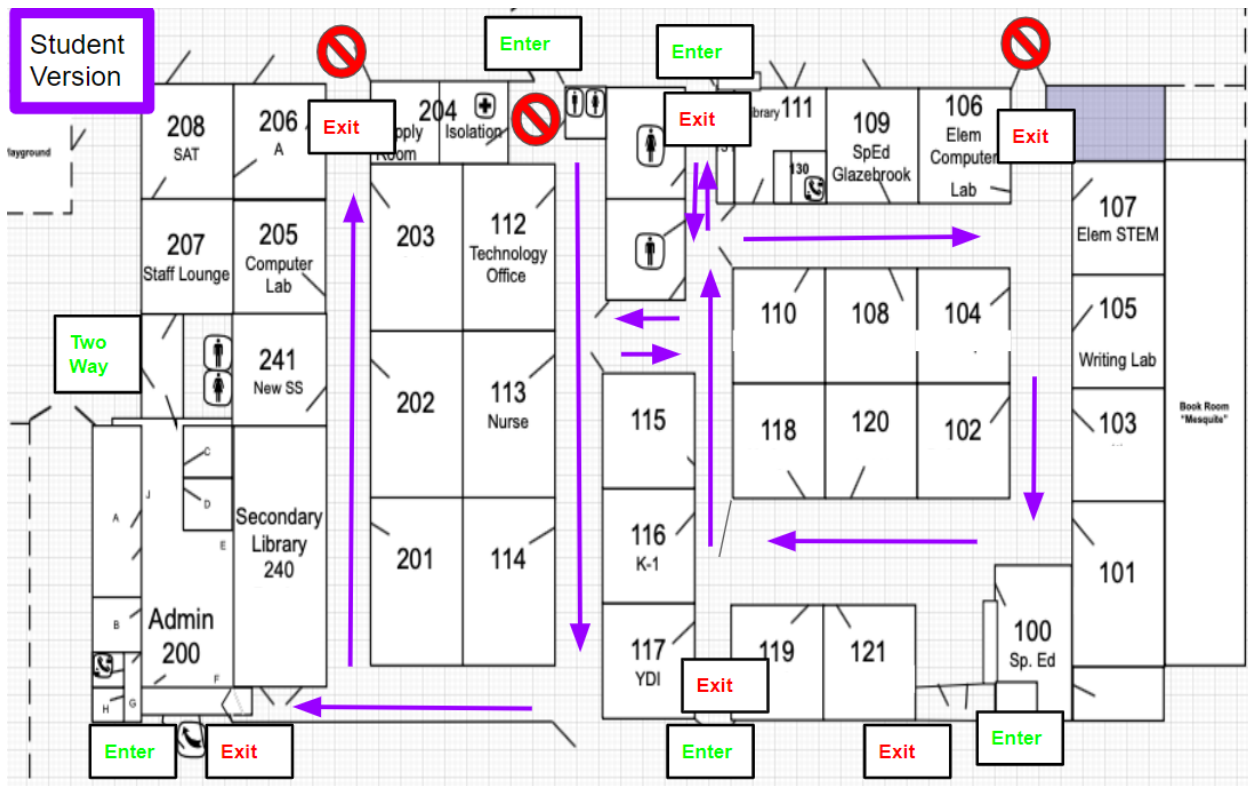 Student
Version
Enter
Enter
Exit
Exit
Exit
Playground
208
SAT
206
A
204
Supply
Room
Isolation
Library 111
130
109
SpEd
Glazebrook
106
Elem
Computer
Lab
207
Staff Lounge
205
Computer
Lab
203
112
Technology
Office
107
Elem STEM
110
108
104
105
Writing Lab
Two
Way
241
New SS
202
113
Nurse
115
118
120
102
103
Book Room
"Mesquite"
C
D
J
A
E
Secondary
Library
240
201
114
116
K-1
101
B
Admin
200
F
H
G
117
YDI
119
121
100
Sp. Ed
Exit
Enter
Exit
Enter
Exit
Enter